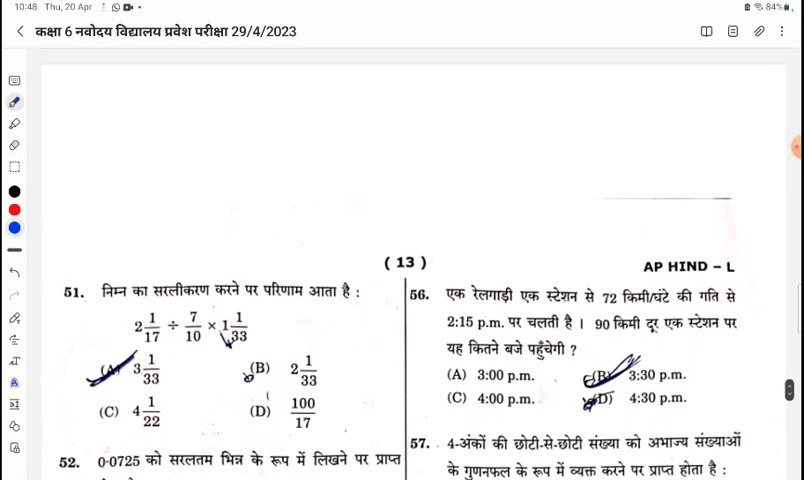 10:48 Thu, 20 Apr
84%
कक्षा 6 नवोदय विद्यालय प्रवेश परीक्षा 29/4/2023
( 13 )
AP HIND – L
51. निम्न का सरलीकरण करने पर परिणाम आता है :
2 1/17 ÷ 7/10 × 1 1/33
(A) 3 1/33
(B) 2 1/33
(C) 4 1/22
(D) 100/17
52. 0·0725 को सरलतम भिन्न के रूप में लिखने पर प्राप्त
56. एक रेलगाड़ी एक स्टेशन से 72 किमी/घंटे की गति से
2:15 p.m. पर चलती है । 90 किमी दूर एक स्टेशन पर
यह कितने बजे पहुँचेगी ?
(A) 3:00 p.m.
(B) 3:30 p.m.
(C) 4:00 p.m.
(D) 4:30 p.m.
57. 4-अंकों की छोटी-से-छोटी संख्या को अभाज्य संख्याओं
के गुणनफल के रूप में व्यक्त करने पर प्राप्त होता है :